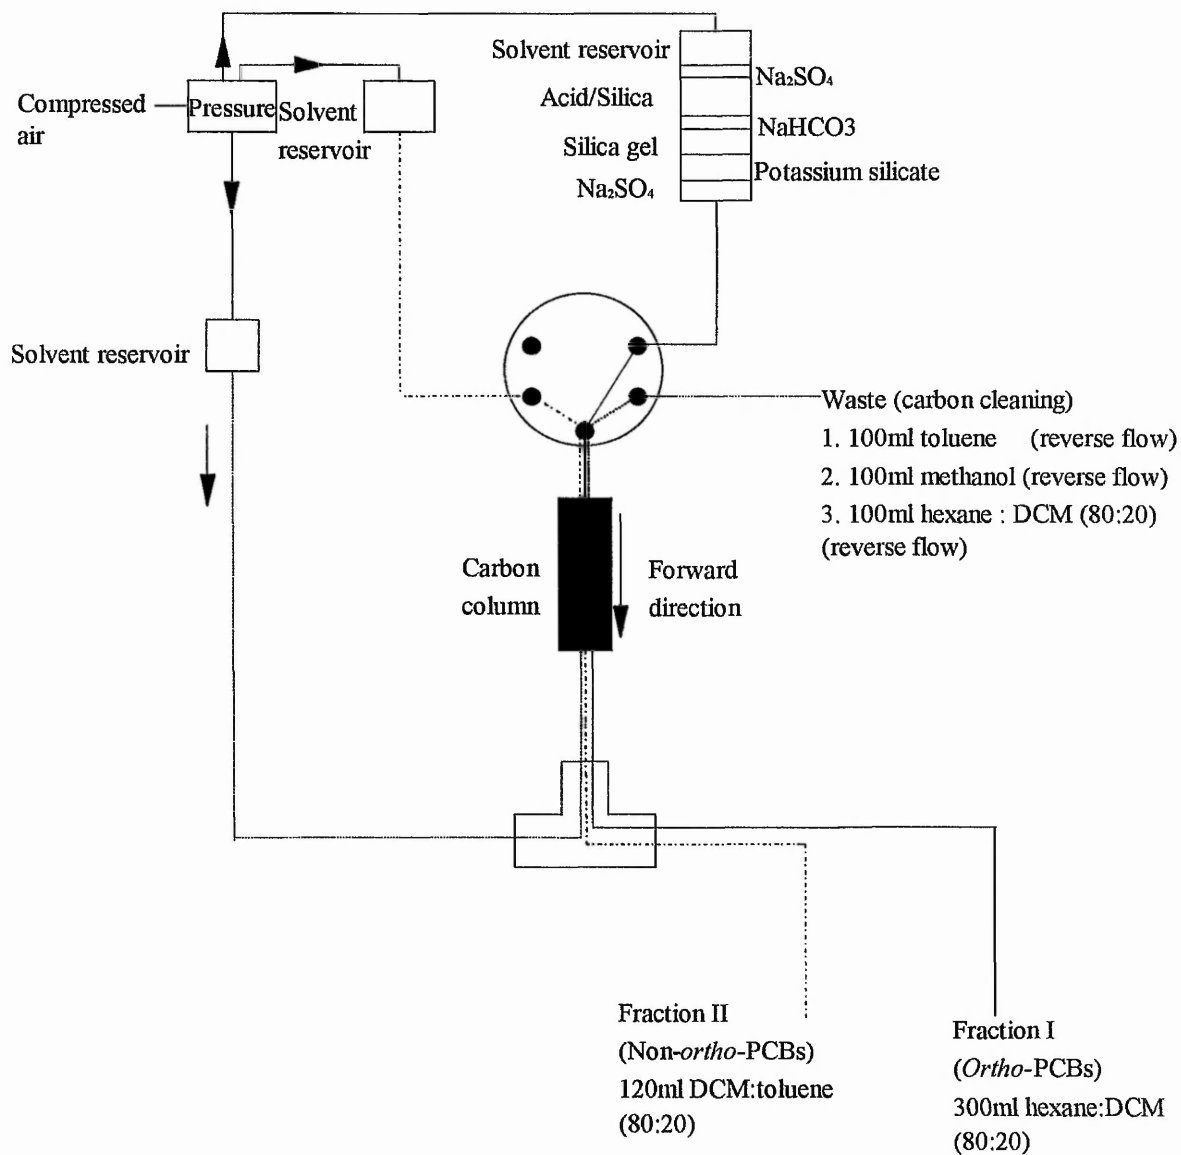 Solvent reservoir
Na₂SO₄
Acid/Silica
NaHCO3
Silica gel
Potassium silicate
Na₂SO₄
Compressed
air
Pressure
Solvent
reservoir
Solvent reservoir
Waste (carbon cleaning)
1. 100ml toluene (reverse flow)
2. 100ml methanol (reverse flow)
3. 100ml hexane : DCM (80:20)
(reverse flow)
Carbon
column
Forward
direction
Fraction II
(Non-ortho-PCBs)
120ml DCM:toluene
(80:20)
Fraction I
(Ortho-PCBs)
300ml hexane:DCM
(80:20)